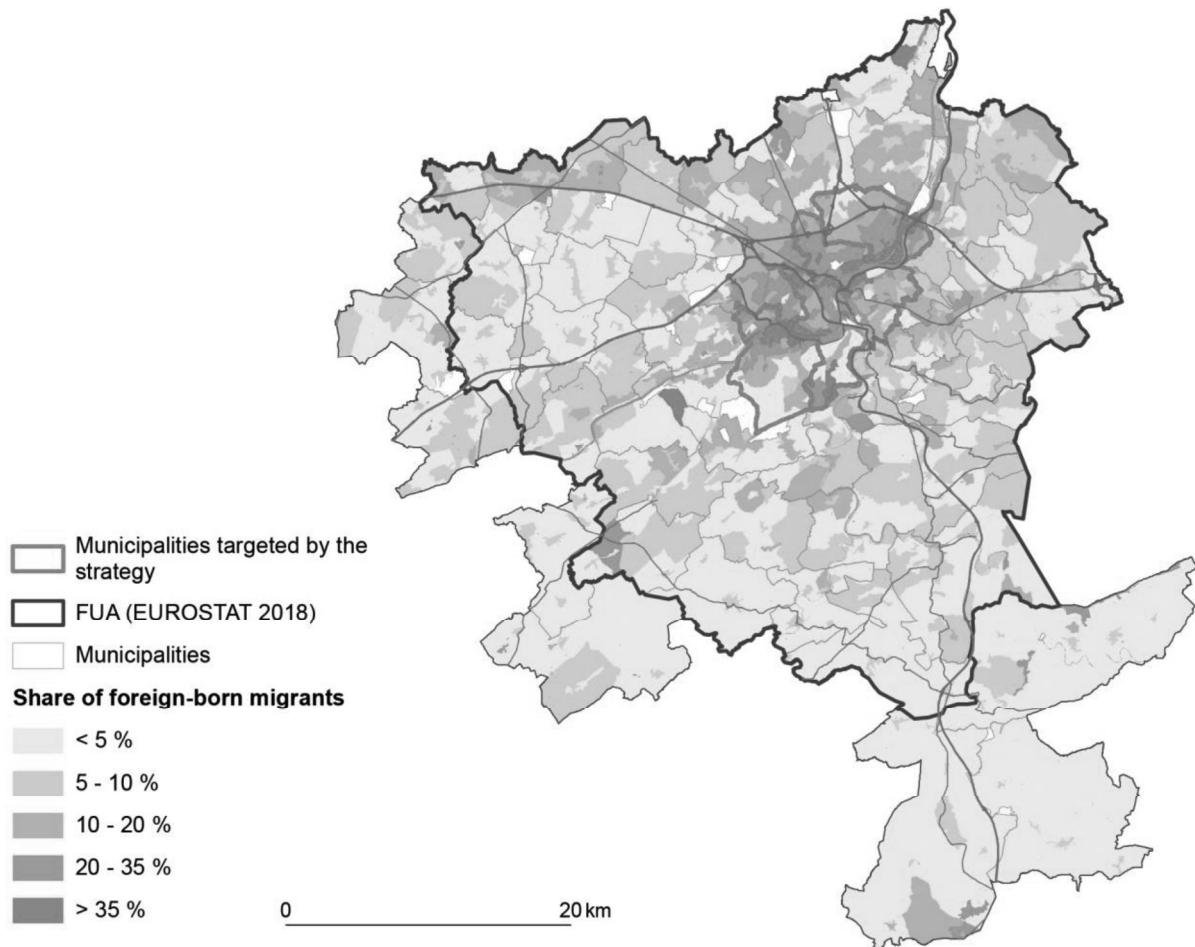 Municipalities targeted by the
strategy
FUA (EUROSTAT 2018)
Municipalities
Share of foreign-born migrants
< 5 %
5 - 10 %
10 - 20 %
20 - 35 %
> 35 %
0 20 km